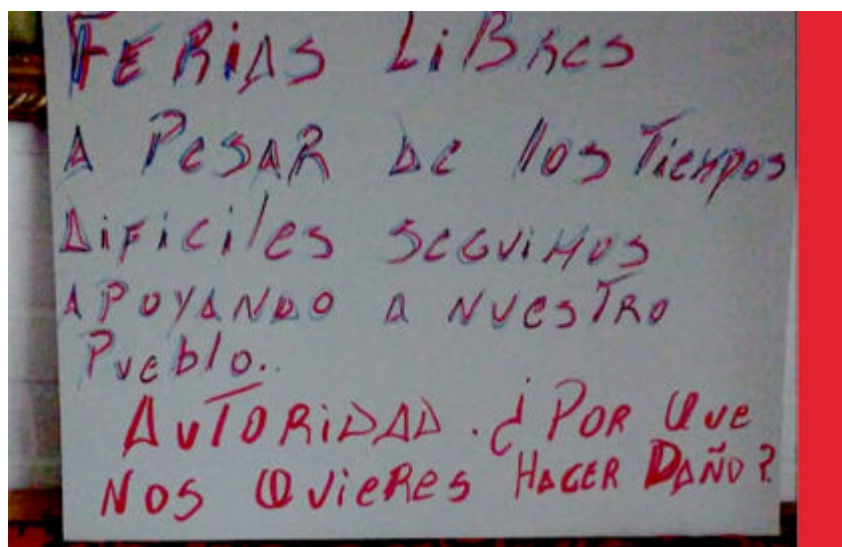 FERiAS LiBRes
A PesAR De los Tiempos
DiFiciles seguimos
APOYANDO A NuesTRO
Pueblo..
AuTORiDAD. ¿POR Que
NOS QuieRes HACER DAÑO?